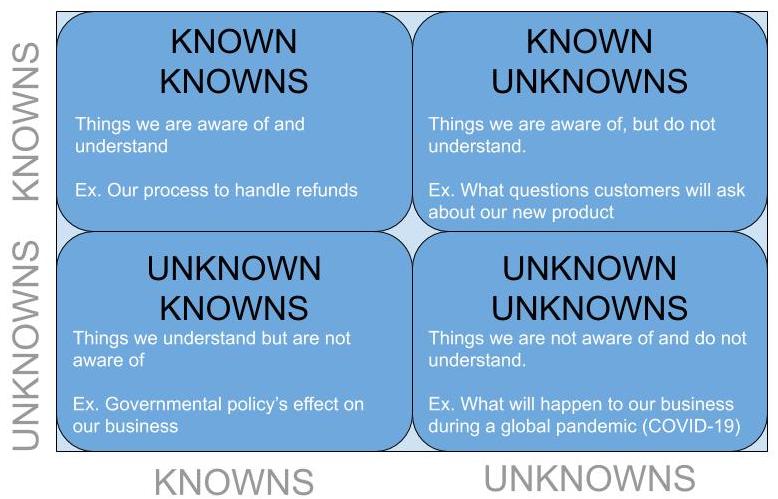 KNOWNS
KNOWN
KNOWNS
Things we are aware of and
understand
Ex. Our process to handle refunds
KNOWN
UNKNOWNS
Things we are aware of, but do not
understand.
Ex. What questions customers will ask
about our new product
UNKNOWNS
UNKNOWN
KNOWNS
Things we understand but are not
aware of
Ex. Governmental policy's effect on
our business
UNKNOWN
UNKNOWNS
Things we are not aware of and do not
understand.
Ex. What will happen to our business
during a global pandemic (COVID-19)
KNOWNS
UNKNOWNS